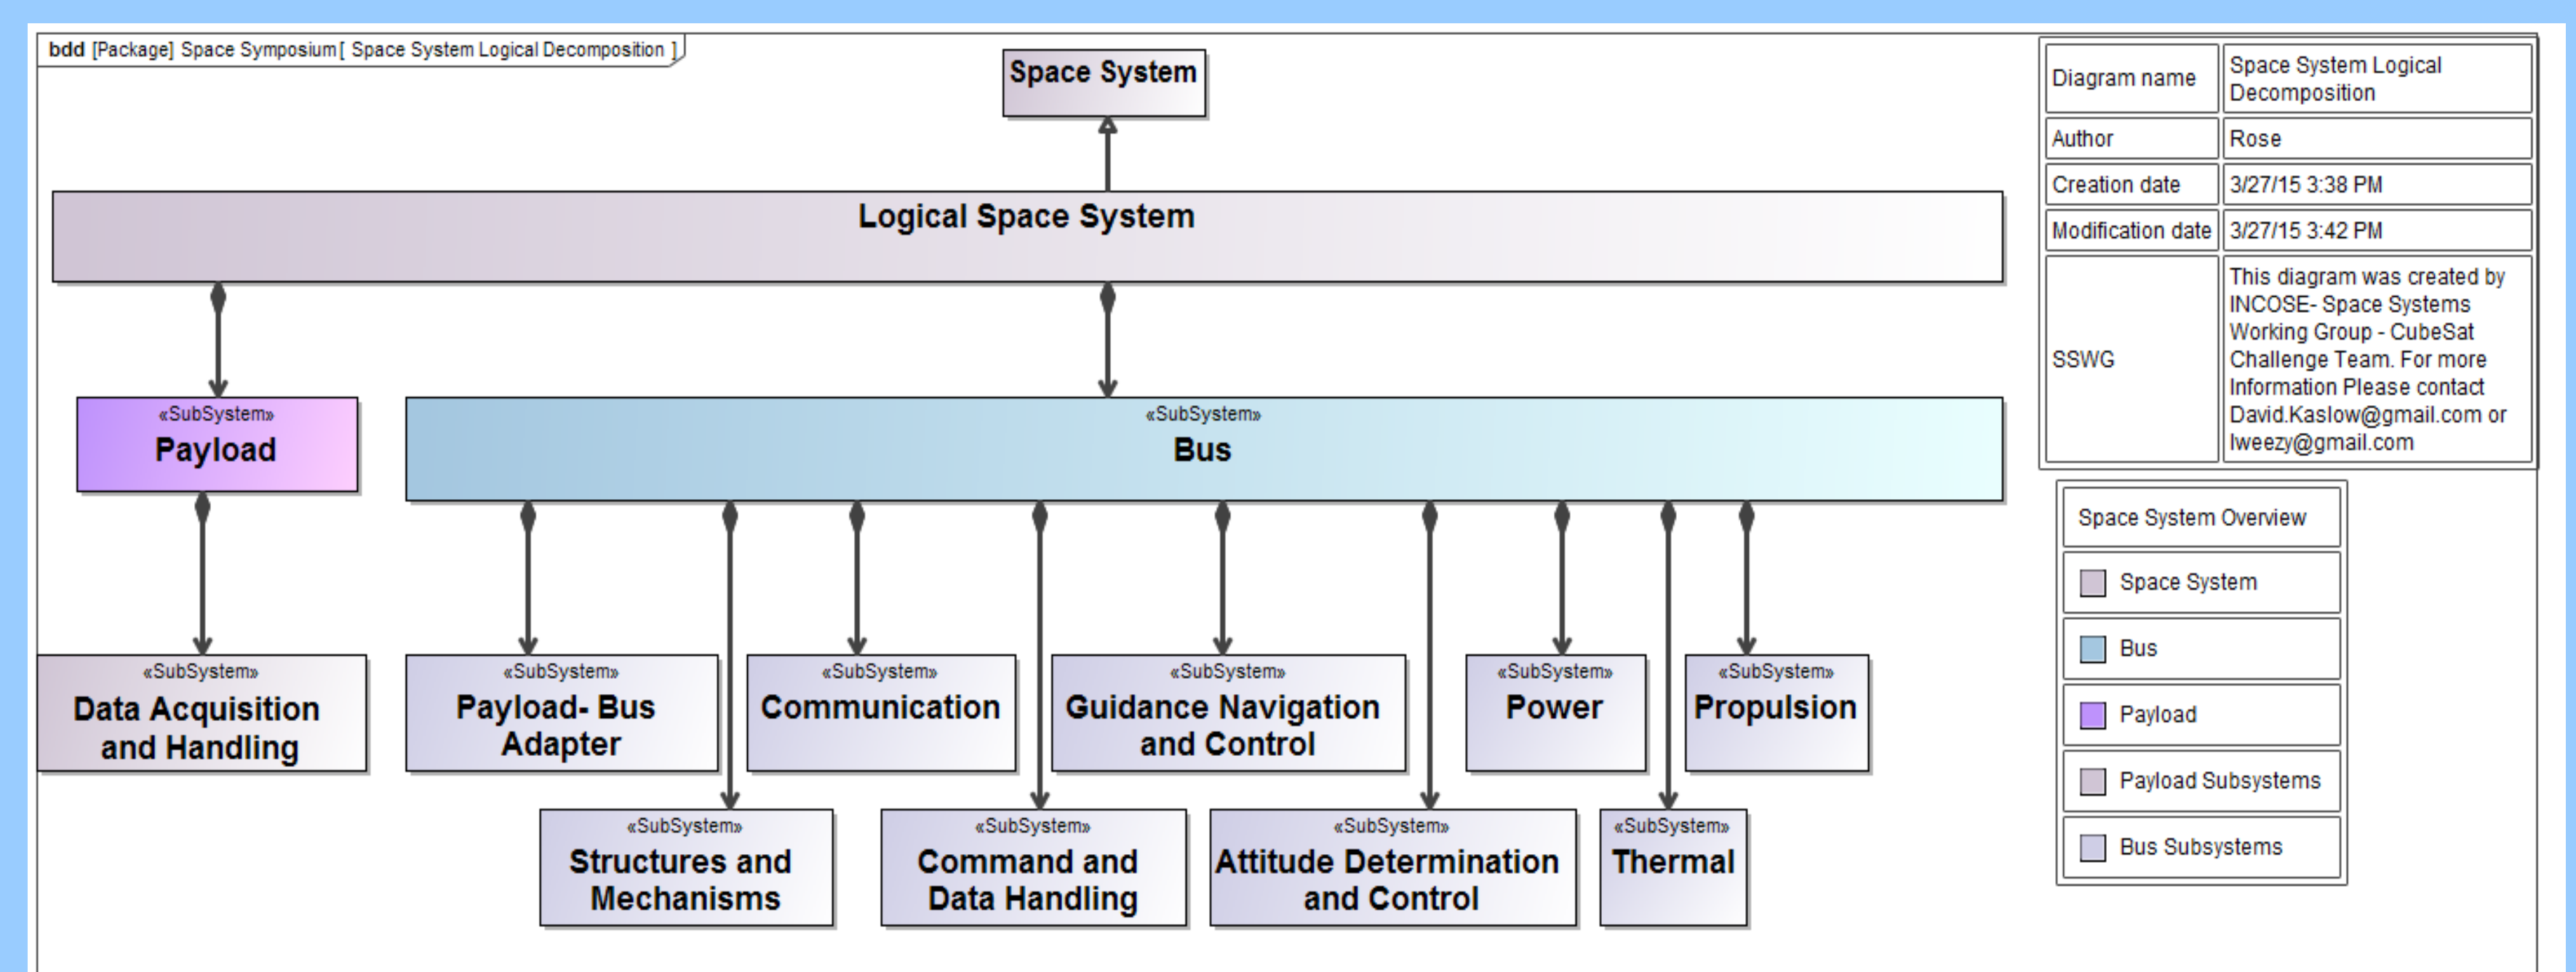 bdd [Package] Space Symposium[ Space System Logical Decomposition ]
Space System
Logical Space System
«SubSystem»
Payload
«SubSystem»
Bus
«SubSystem»
Data Acquisition
and Handling
«SubSystem»
Payload- Bus
Adapter
«SubSystem»
Communication
«SubSystem»
Guidance Navigation
and Control
«SubSystem»
Power
«SubSystem»
Propulsion
«SubSystem»
Structures and
Mechanisms
«SubSystem»
Command and
Data Handling
«SubSystem»
Attitude Determination
and Control
«SubSystem»
Thermal
Diagram name
Space System Logical
Decomposition
Author
Rose
Creation date
3/27/15 3:38 PM
Modification date
3/27/15 3:42 PM
SSWG
This diagram was created by
INCOSE- Space Systems
Working Group - CubeSat
Challenge Team. For more
Information Please contact
David.Kaslow@gmail.com or
lweezy@gmail.com
Space System Overview
Space System
Bus
Payload
Payload Subsystems
Bus Subsystems